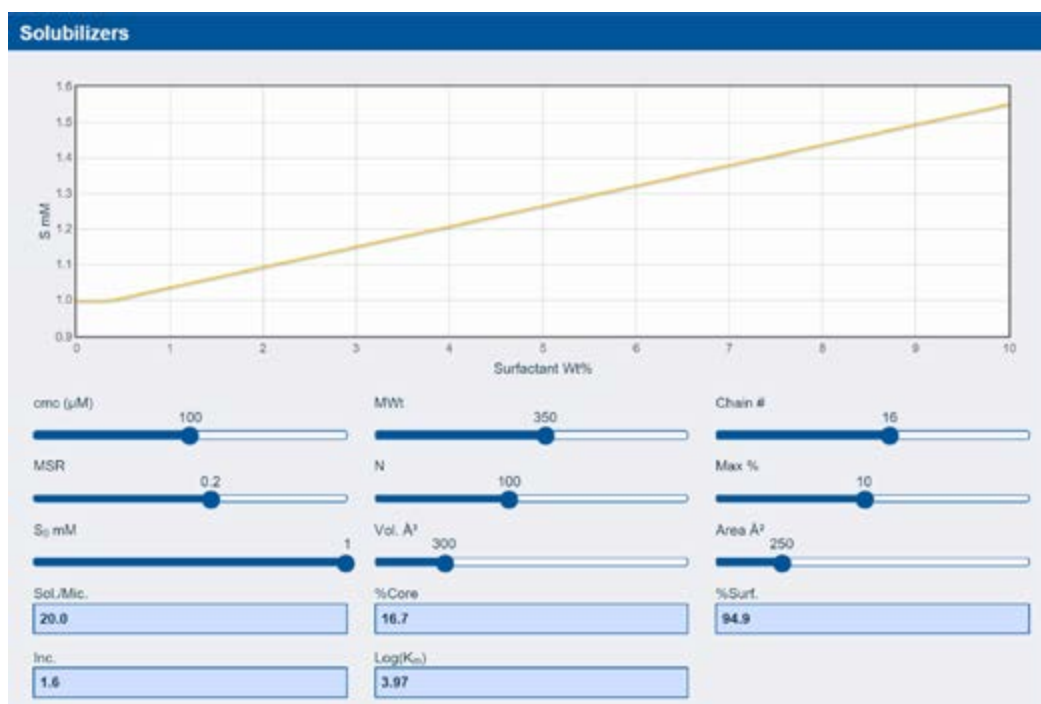 Solubilizers
1.6
1.5
1.4
1.3
1.2
1.1
1.0
0.9
S mM
0 1 2 3 4 5 6 7 8 9 10
Surfactant Wt%
cmc (μM) MWt Chain #
100 350 16
MSR N Max %
0.2 100 10
S₀ mM Vol. Å³ Area Å²
1 300 250
Sol./Mic. %Core %Surf.
20.0 16.7 94.9
Inc. Log(Kₘ)
1.6 3.97